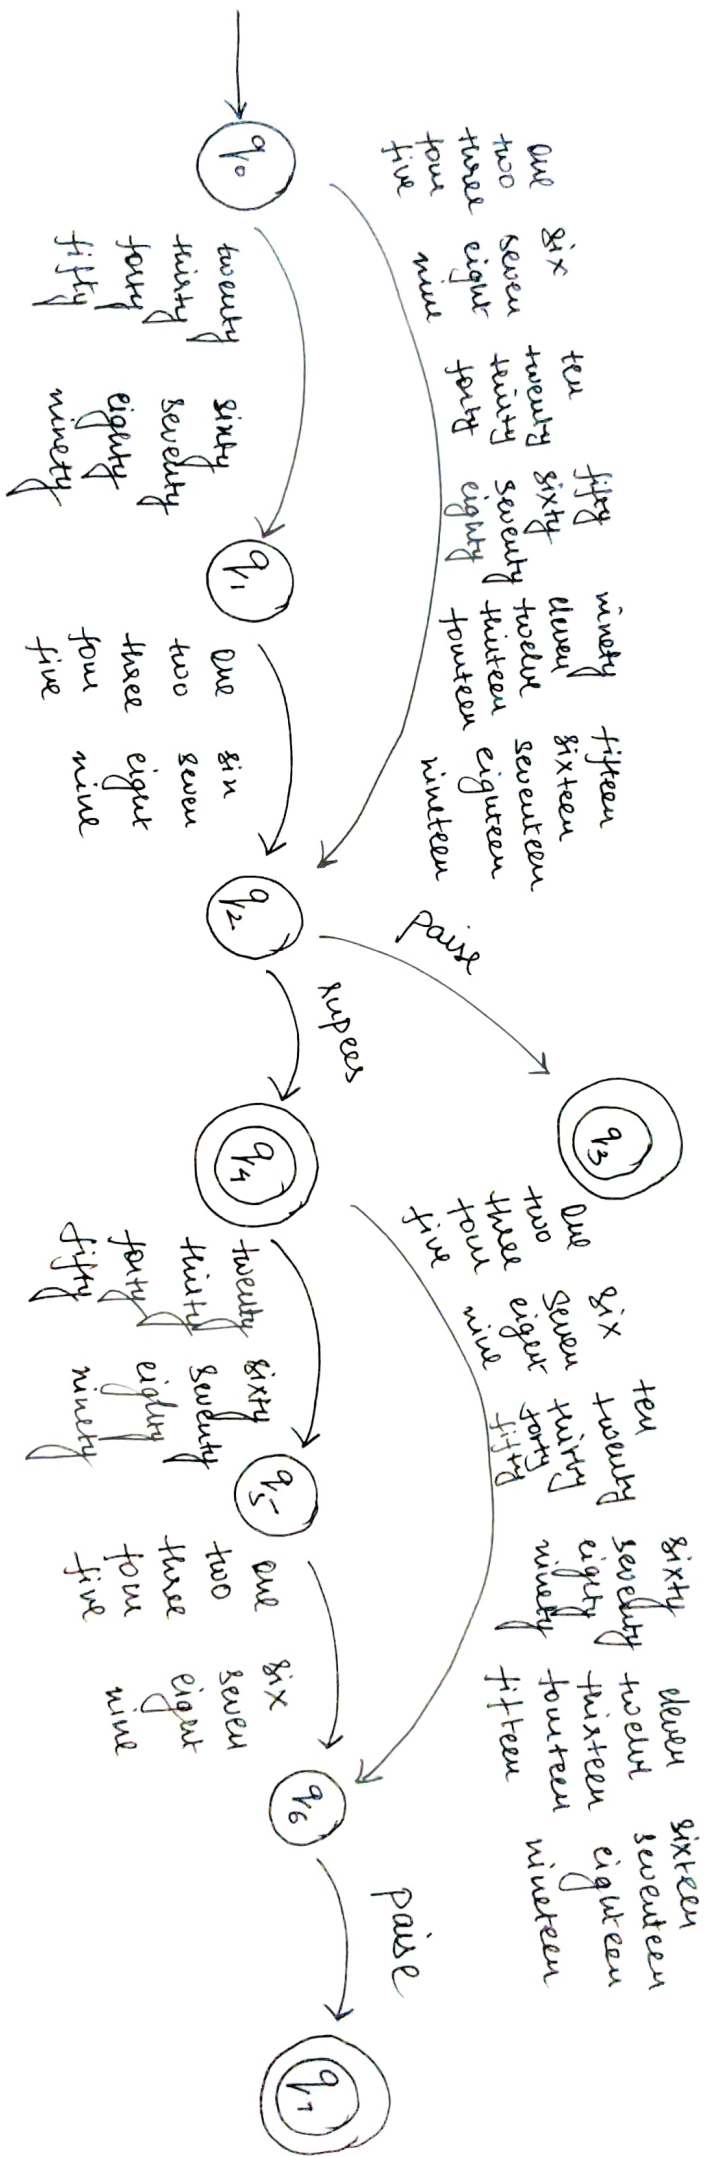 one
two
three
four
five
six
seven
eight
nine
ten
twenty
thirty
forty
fifty
sixty
seventy
eighty
ninety
eleven
twelve
thirteen
fourteen
fifteen
sixteen
seventeen
eighteen
nineteen
q0
twenty
thirty
forty
fifty
sixty
seventy
eighty
ninety
q1
one
two
three
four
five
six
seven
eight
nine
q2
paise
q3
rupees
q4
one
two
three
four
five
six
seven
eight
nine
ten
twenty
thirty
forty
fifty
sixty
seventy
eighty
ninety
eleven
twelve
thirteen
fourteen
fifteen
sixteen
seventeen
eighteen
nineteen
twenty
thirty
forty
fifty
sixty
seventy
eighty
ninety
q5
one
two
three
four
five
six
seven
eight
nine
q6
paise
q7